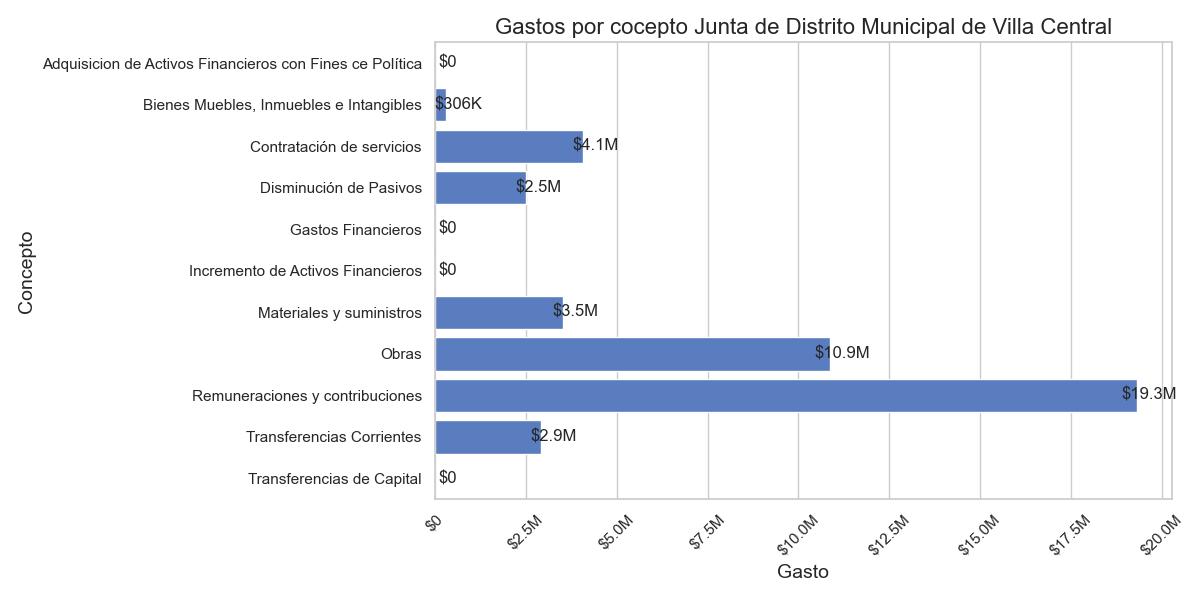 Gastos por cocepto Junta de Distrito Municipal de Villa Central
Concepto
Adquisicion de Activos Financieros con Fines ce Política $0
Bienes Muebles, Inmuebles e Intangibles $306K
Contratación de servicios $4.1M
Disminución de Pasivos $2.5M
Gastos Financieros $0
Incremento de Activos Financieros $0
Materiales y suministros $3.5M
Obras $10.9M
Remuneraciones y contribuciones $19.3M
Transferencias Corrientes $2.9M
Transferencias de Capital $0
$0 $2.5M $5.0M $7.5M $10.0M $12.5M $15.0M $17.5M $20.0M
Gasto